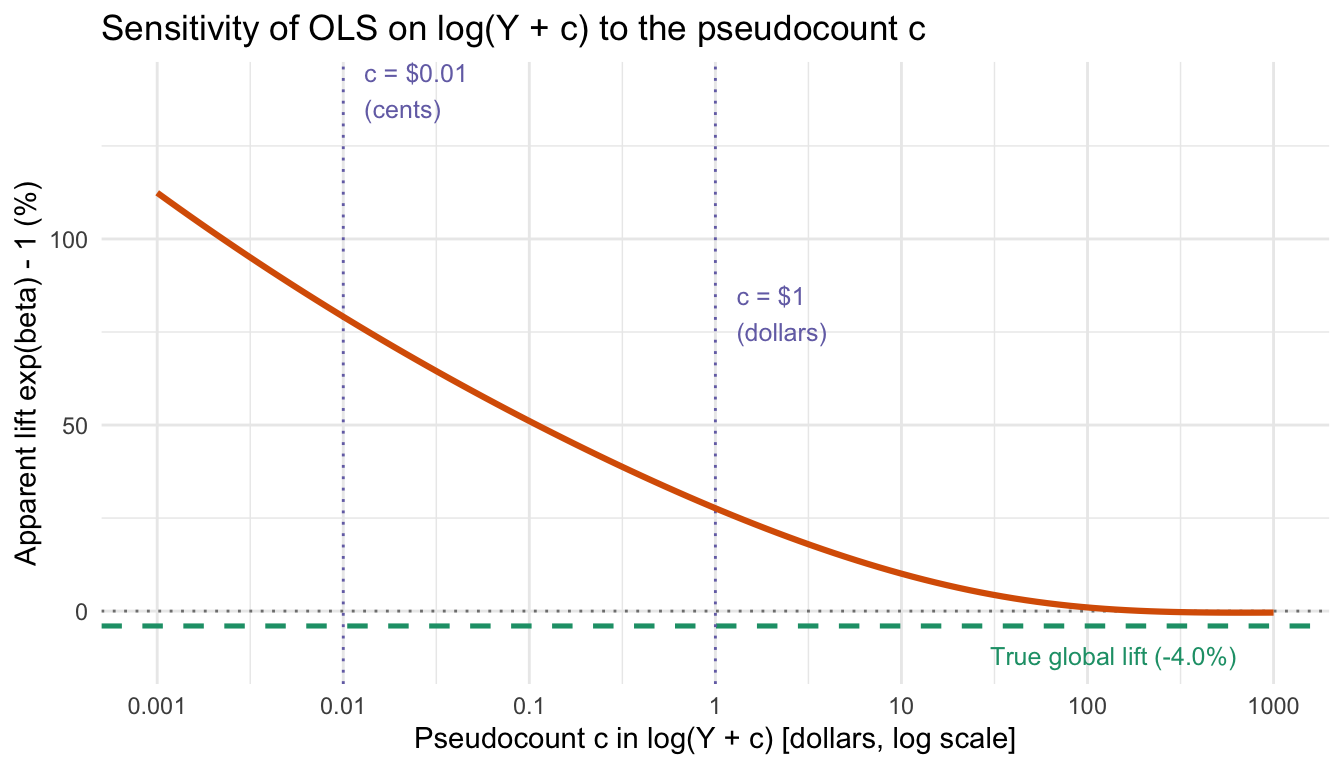 Sensitivity of OLS on log(Y + c) to the pseudocount c
c = $0.01
(cents)
c = $1
(dollars)
Apparent lift exp(beta) - 1 (%)
100
50
0
True global lift (-4.0%)
0.001
0.01
0.1
1
10
100
1000
Pseudocount c in log(Y + c) [dollars, log scale]